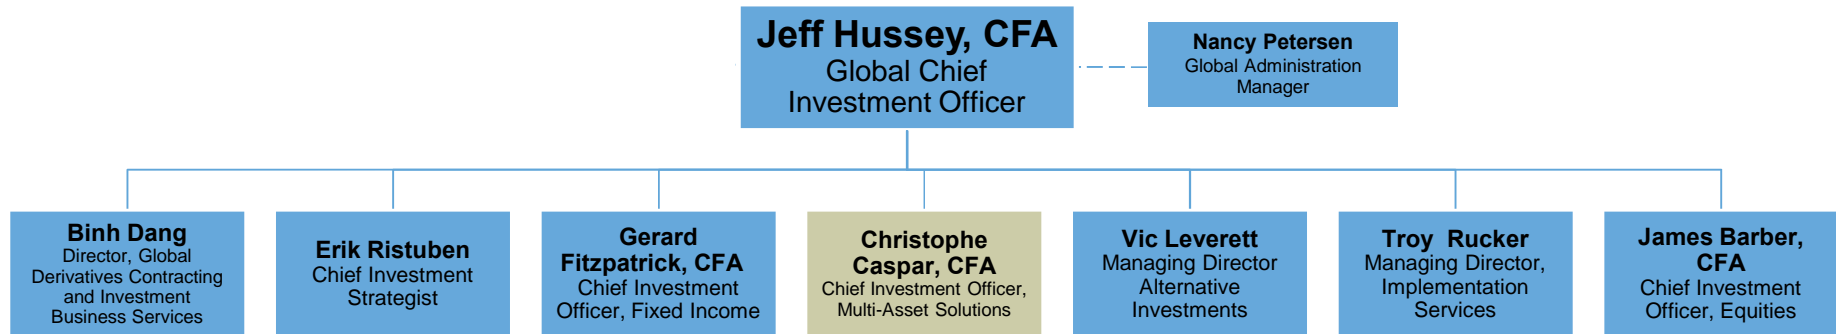 Jeff Hussey, CFA
Global Chief
Investment Officer
Nancy Petersen
Global Administration
Manager
Binh Dang
Director, Global
Derivatives Contracting
and Investment
Business Services
Erik Ristuben
Chief Investment
Strategist
Gerard
Fitzpatrick, CFA
Chief Investment
Officer, Fixed Income
Christophe
Caspar, CFA
Chief Investment Officer,
Multi-Asset Solutions
Vic Leverett
Managing Director
Alternative
Investments
Troy  Rucker
Managing Director,
Implementation
Services
James Barber,
CFA
Chief Investment
Officer, Equities